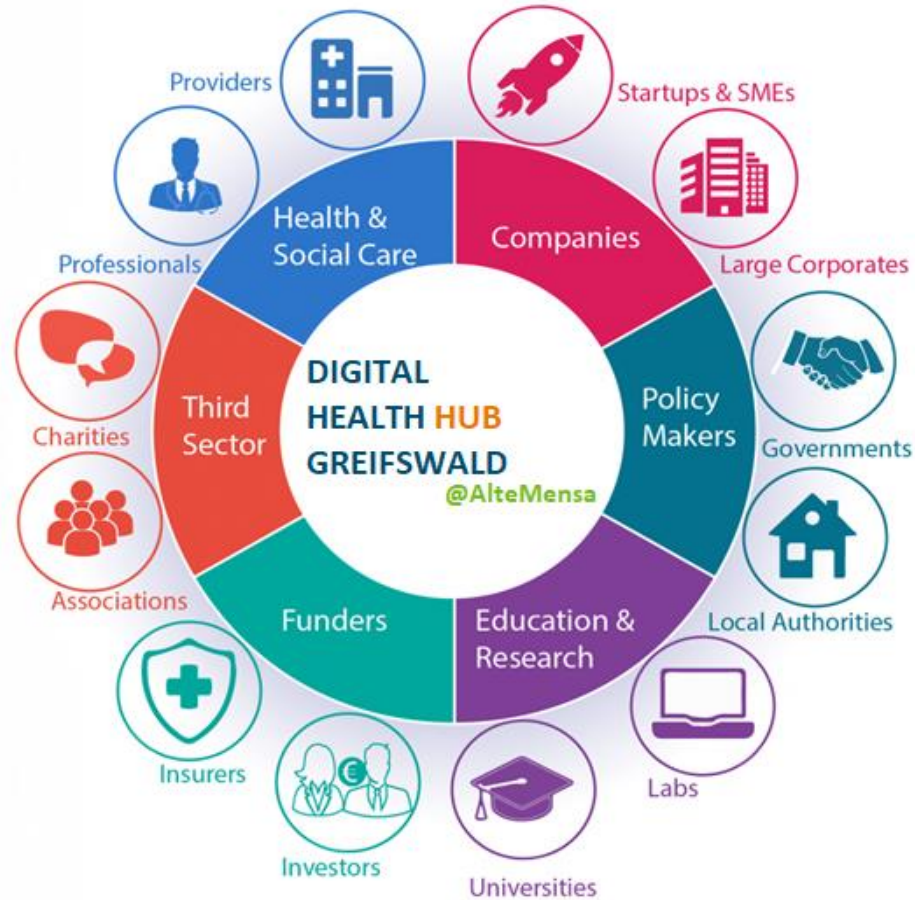 Providers
Startups & SMEs
Professionals
Large Corporates
Health &
Social Care
Companies
Charities
Third
Sector
DIGITAL
HEALTH HUB
GREIFSWALD
@AlteMensa
Policy
Makers
Governments
Associations
Local Authorities
Funders
Education &
Research
Insurers
€
Investors
Labs
Universities